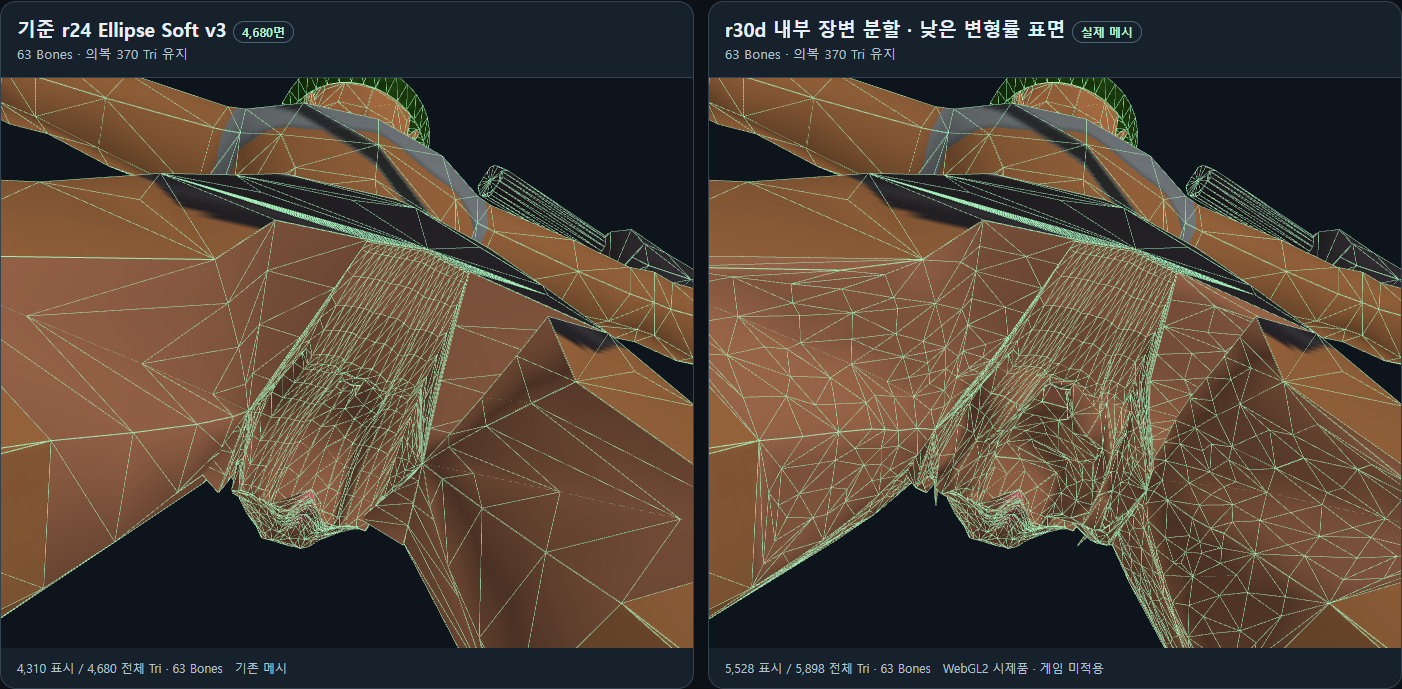 기준 r24 Ellipse Soft v3 4,680면
63 Bones · 의복 370 Tri 유지
4,310 표시 / 4,680 전체 Tri · 63 Bones 기존 메시
r30d 내부 장변 분할 · 낮은 변형률 표면 실제 메시
63 Bones · 의복 370 Tri 유지
5,528 표시 / 5,898 전체 Tri · 63 Bones WebGL2 시제품 · 게임 미적용